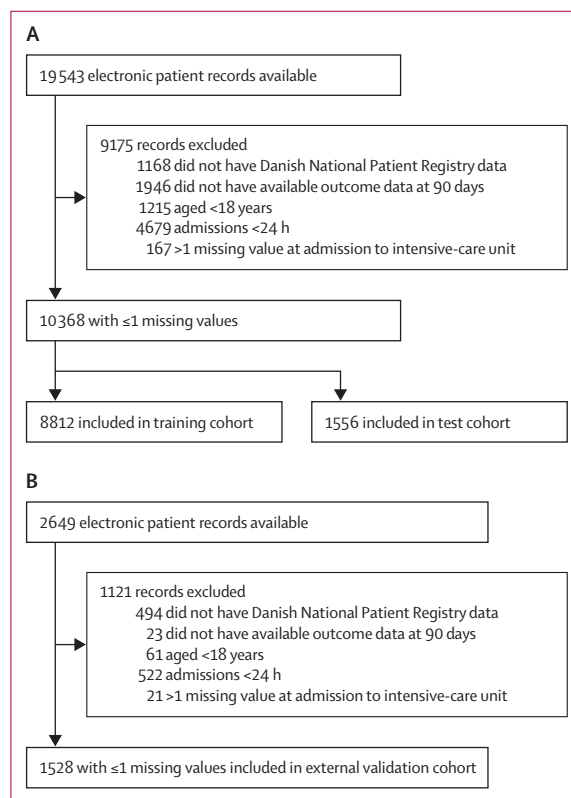 A
19 543 electronic patient records available
9175 records excluded
1168 did not have Danish National Patient Registry data
1946 did not have available outcome data at 90 days
1215 aged <18 years
4679 admissions <24 h
167 >1 missing value at admission to intensive-care unit
10 368 with ≤1 missing values
8812 included in training cohort
1556 included in test cohort
B
2649 electronic patient records available
1121 records excluded
494 did not have Danish National Patient Registry data
23 did not have available outcome data at 90 days
61 aged <18 years
522 admissions <24 h
21 >1 missing value at admission to intensive-care unit
1528 with ≤1 missing values included in external validation cohort